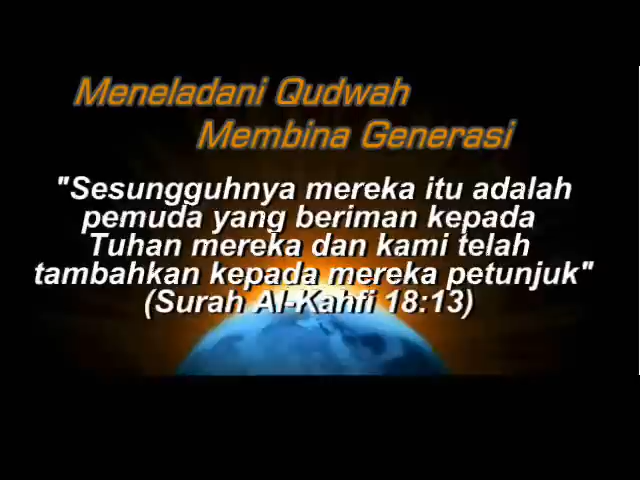 Meneladani Qudwah
Membina Generasi
"Sesungguhnya mereka itu adalah
pemuda yang beriman kepada
Tuhan mereka dan kami telah
tambahkan kepada mereka petunjuk"
(Surah Al-Kahfi 18:13)